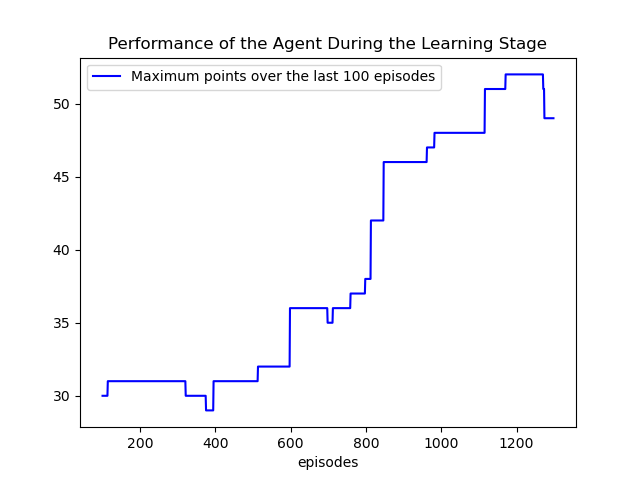 Performance of the Agent During the Learning Stage
Maximum points over the last 100 episodes
50
45
40
35
30
200 400 600 800 1000 1200
episodes